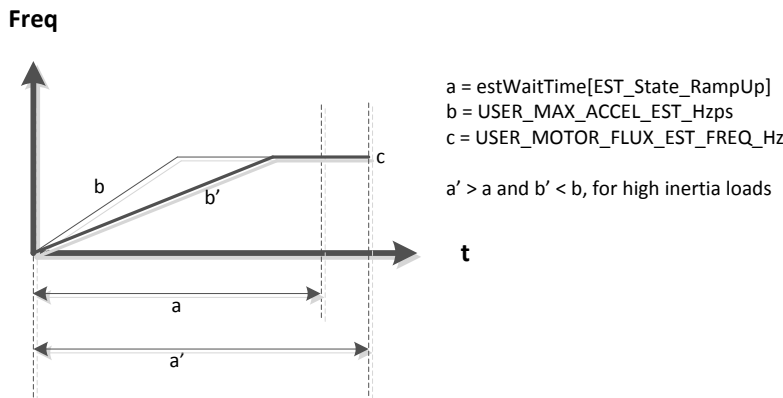 Freq
a = estWaitTime[EST_State_RampUp]
b = USER_MAX_ACCEL_EST_Hzps
c = USER_MOTOR_FLUX_EST_FREQ_Hz
a’ > a and b’ < b, for high inertia loads
c
b
b’
t
a
a’